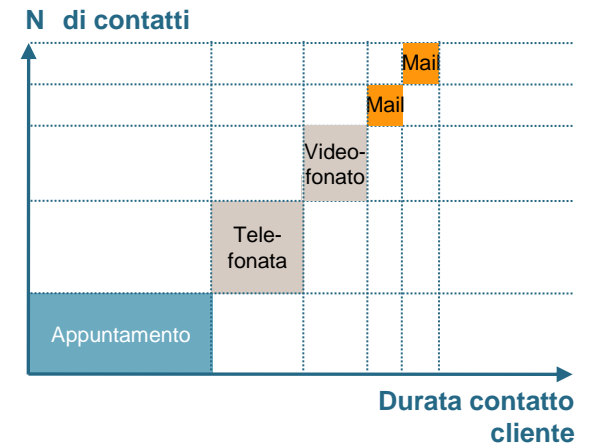 N di contatti
Mail
Mail
Video-
fonato
Tele-
fonata
Appuntamento
Durata contatto
cliente